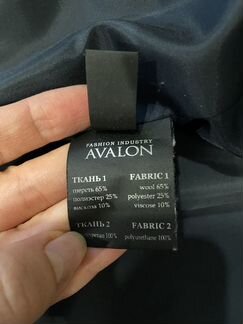 FASHION INDUSTRY
AVALON
ТКАНЬ 1 FABRIC 1
шерсть 65% wool 65%
полиэстер 25% polyester 25%
вискоза 10% viscose 10%
ТКАНЬ 2 FABRIC 2
100% polyurethane 100%